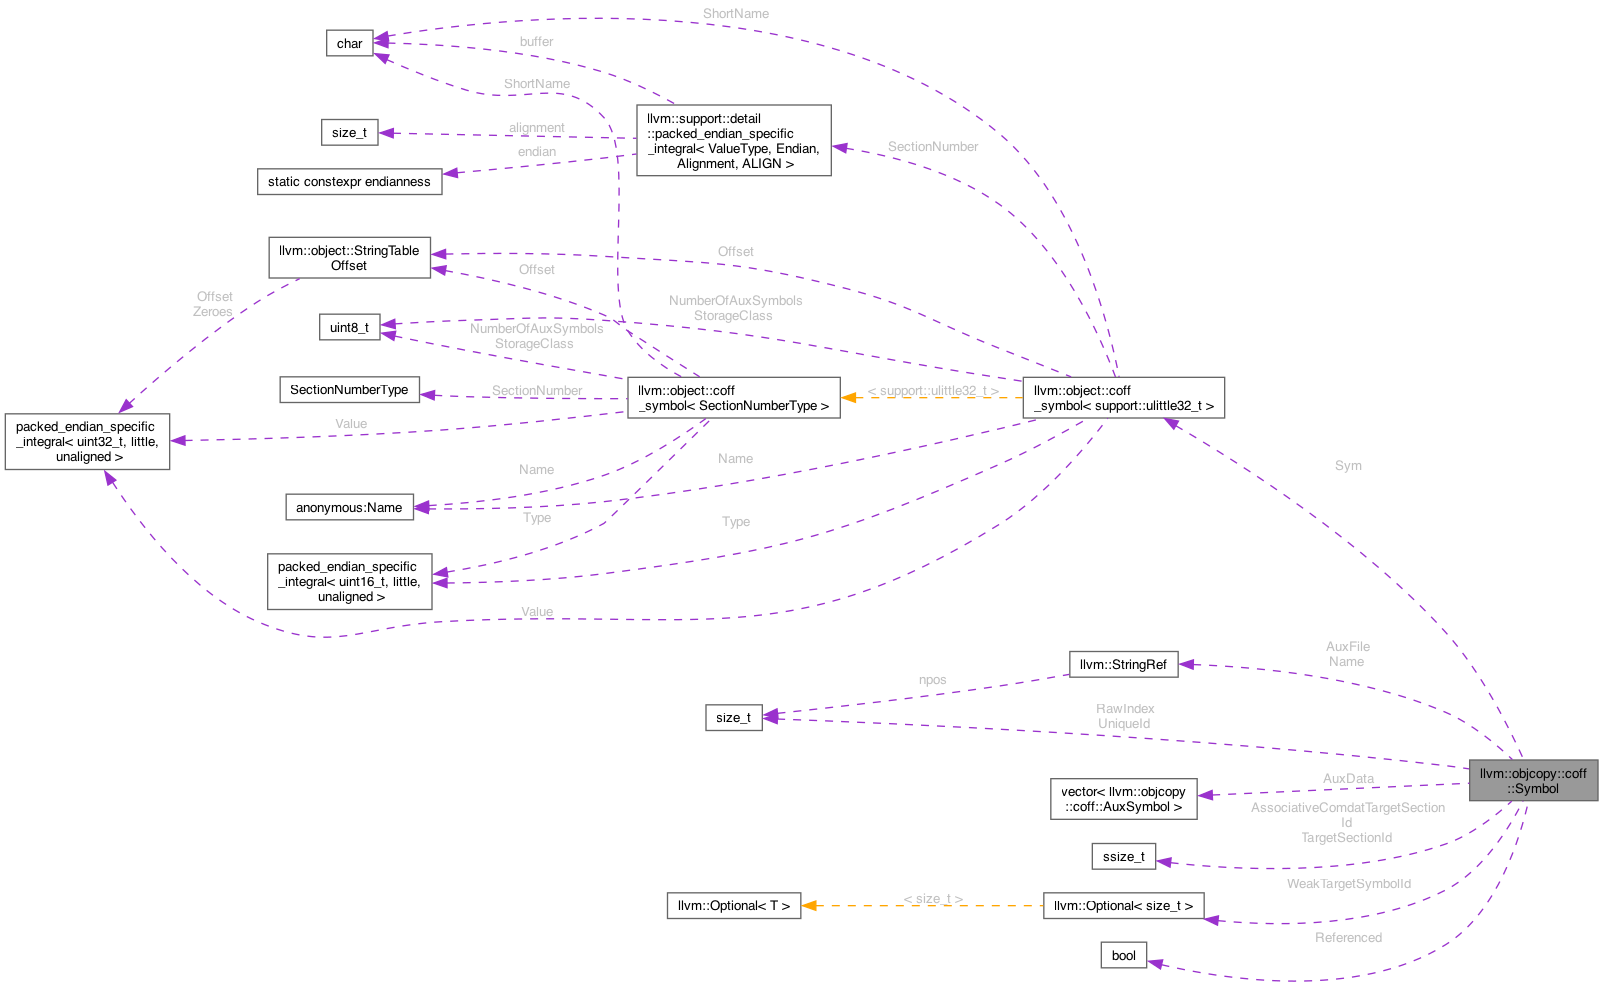 ShortName
char
buffer
ShortName
llvm::support::detail
::packed_endian_specific
_integral< ValueType, Endian,
Alignment, ALIGN >
size_t
alignment
endian
static constexpr endianness
SectionNumber
llvm::object::StringTable
Offset
Offset
Offset
Offset
Zeroes
NumberOfAuxSymbols
StorageClass
uint8_t
NumberOfAuxSymbols
StorageClass
SectionNumberType
SectionNumber
llvm::object::coff
_symbol< SectionNumberType >
< support::ulittle32_t >
llvm::object::coff
_symbol< support::ulittle32_t >
packed_endian_specific
_integral< uint32_t, little,
unaligned >
Value
Name
Name
Sym
anonymous:Name
Type
Type
packed_endian_specific
_integral< uint16_t, little,
unaligned >
Value
AuxFile
Name
llvm::StringRef
npos
size_t
RawIndex
UniqueId
llvm::objcopy::coff
::Symbol
AuxData
vector< llvm::objcopy
::coff::AuxSymbol >
AssociativeComdatTargetSection
Id
TargetSectionId
ssize_t
WeakTargetSymbolId
llvm::Optional< T >
< size_t >
llvm::Optional< size_t >
Referenced
bool